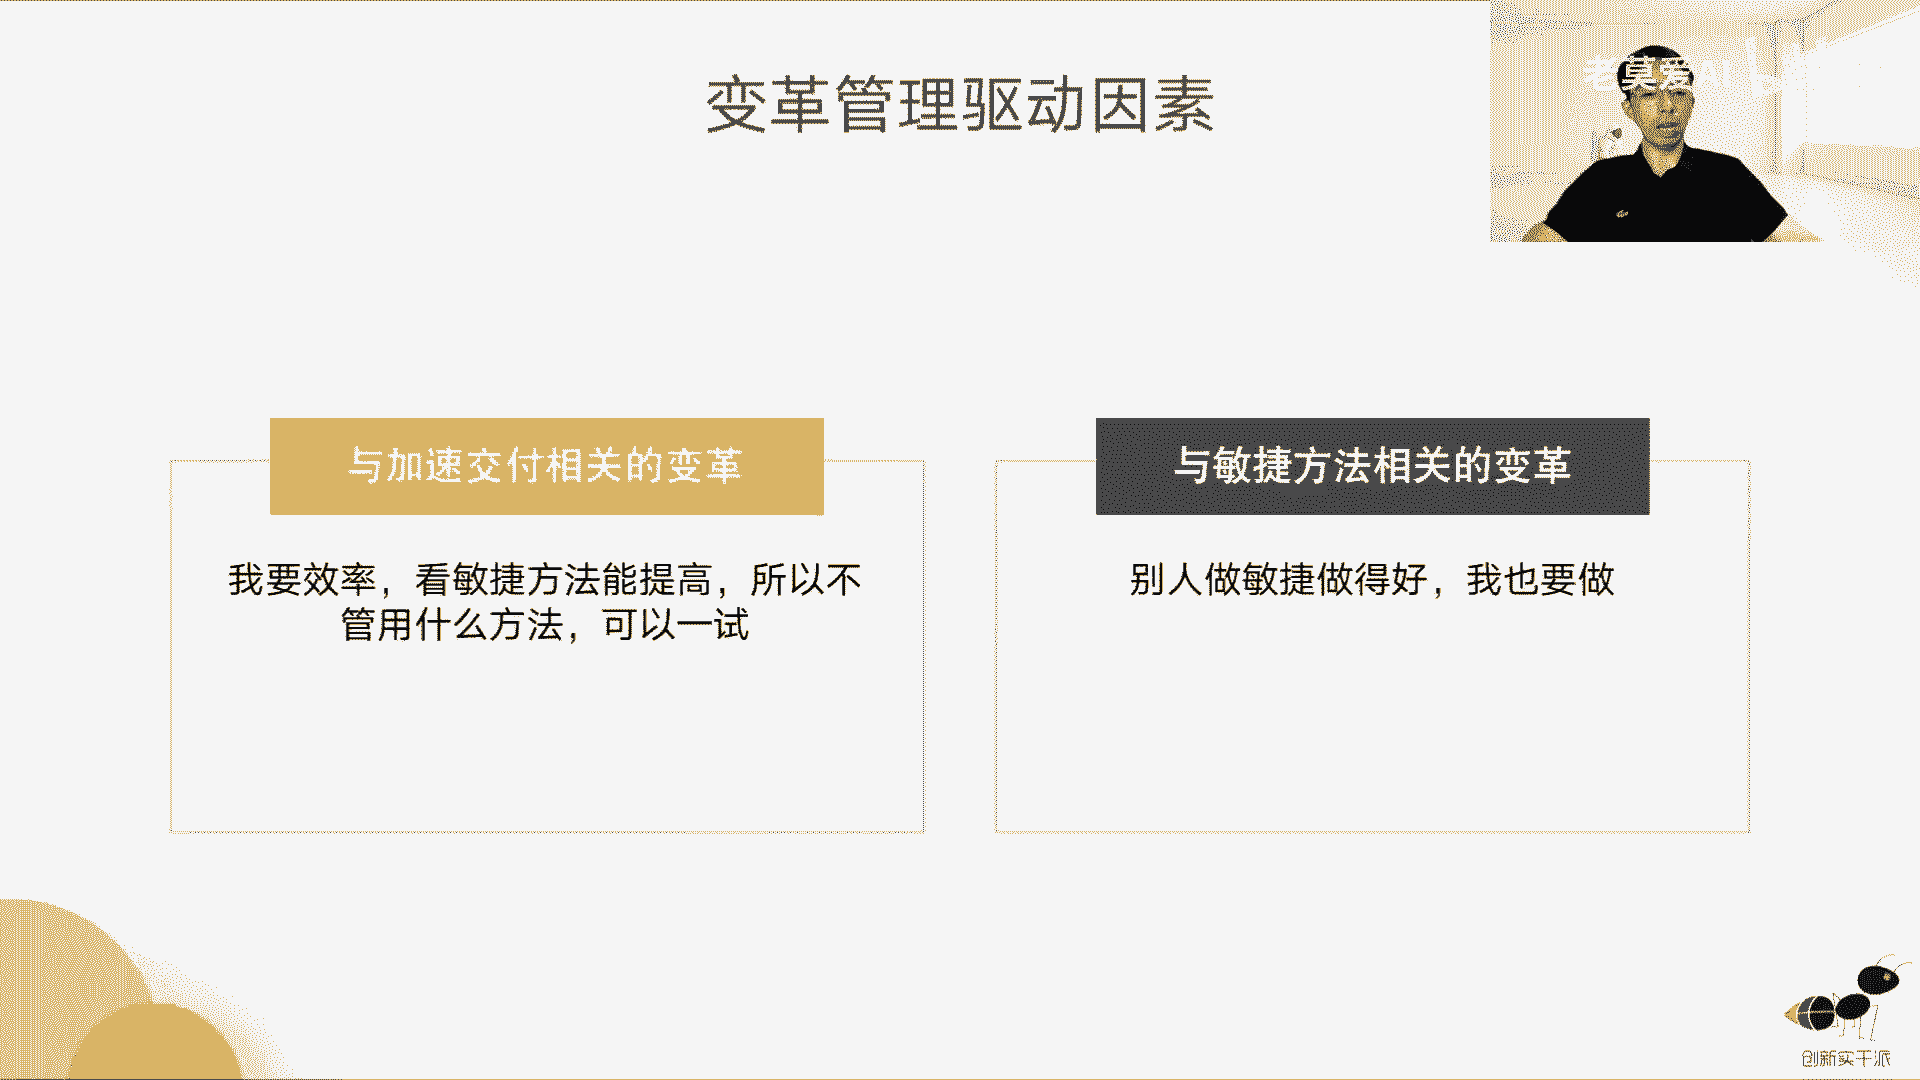 变革管理驱动因素
老莫爱AI
与加速交付相关的变革
我要效率，看敏捷方法能提高，所以不
管用什么方法，可以一试
与敏捷方法相关的变革
别人做敏捷做得好，我也要做
创新实干派